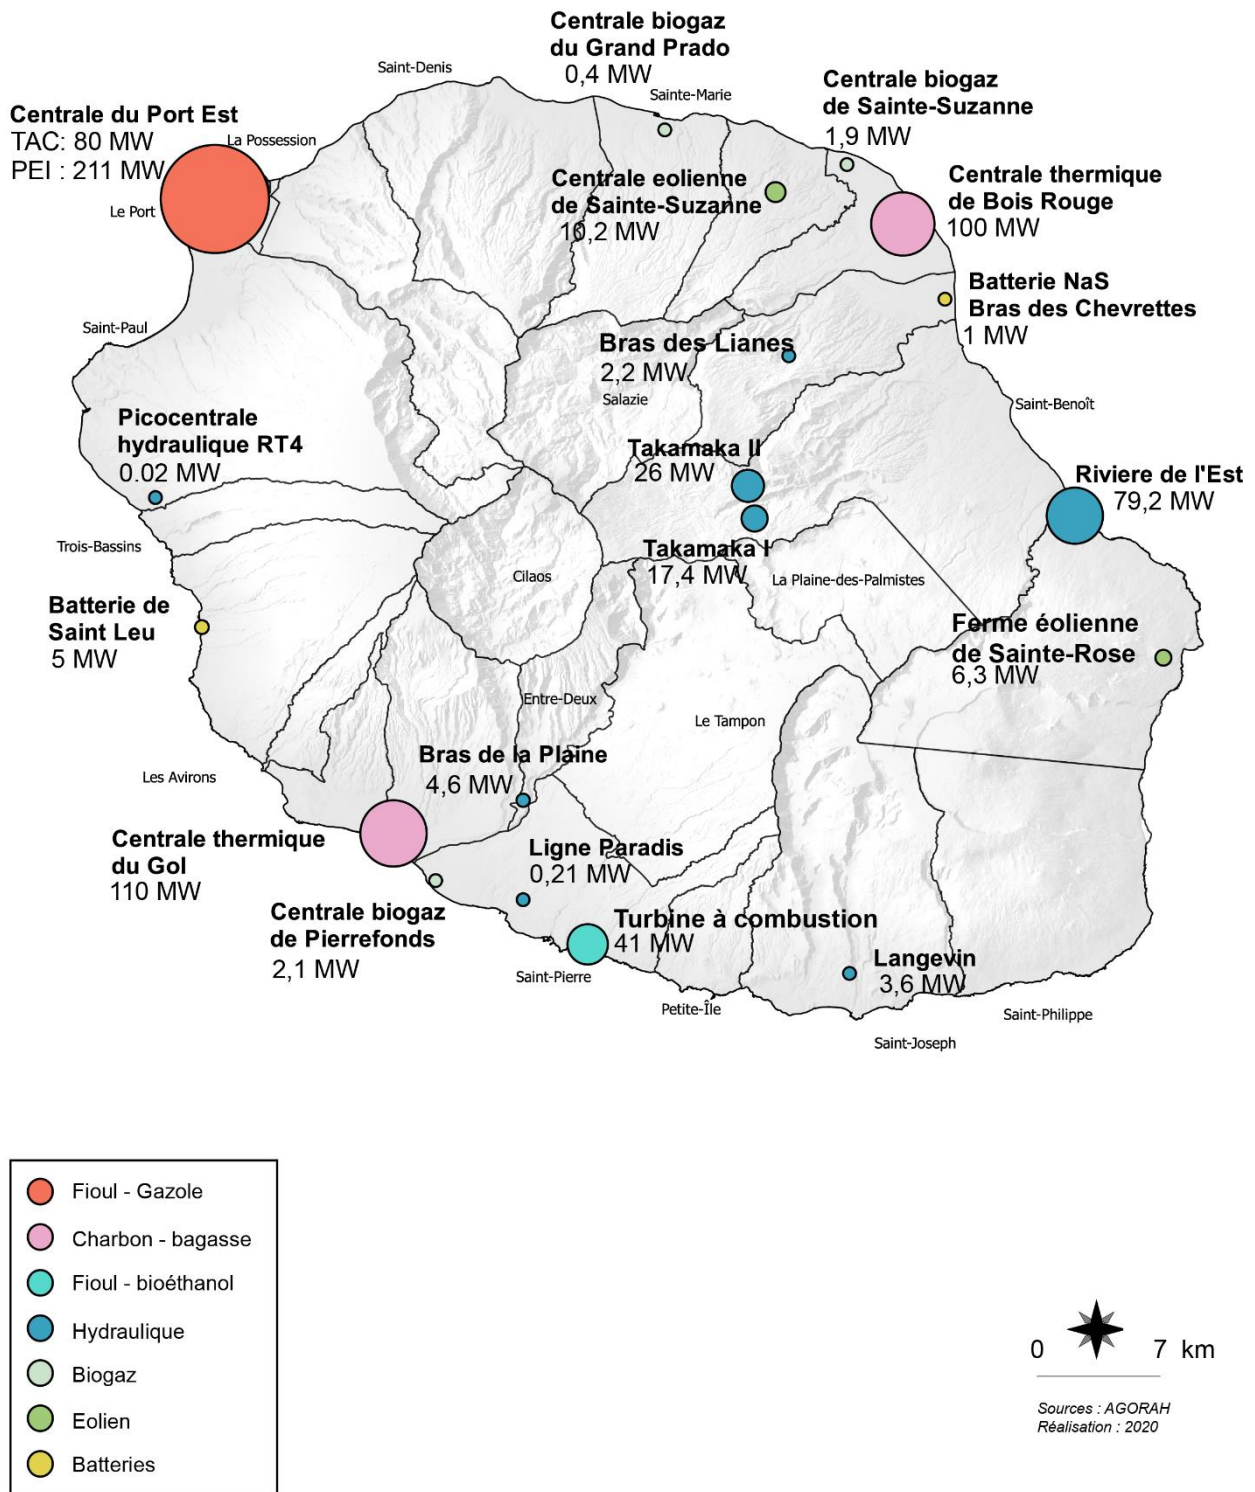 Centrale biogaz
du Grand Prado
0,4 MW
Saint-Denis
Sainte-Marie
Centrale biogaz
de Sainte-Suzanne
1,9 MW
Centrale du Port Est
TAC: 80 MW
PEI : 211 MW
La Possession
Le Port
Centrale eolienne
de Sainte-Suzanne
10,2 MW
Centrale thermique
de Bois Rouge
100 MW
Batterie NaS
Bras des Chevrettes
1 MW
Saint-Paul
Bras des Lianes
2,2 MW
Salazie
Saint-Benoît
Picocentrale
hydraulique RT4
0.02 MW
Takamaka II
26 MW
Riviere de l'Est
79,2 MW
Trois-Bassins
Takamaka I
17,4 MW
Cilaos
La Plaine-des-Palmistes
Batterie de
Saint Leu
5 MW
Ferme éolienne
de Sainte-Rose
6,3 MW
Entre-Deux
Le Tampon
Les Avirons
Bras de la Plaine
4,6 MW
Centrale thermique
du Gol
110 MW
Ligne Paradis
0,21 MW
Centrale biogaz
de Pierrefonds
2,1 MW
Turbine à combustion
41 MW
Saint-Pierre
Langevin
3,6 MW
Petite-Île
Saint-Philippe
Saint-Joseph
Fioul - Gazole
Charbon - bagasse
Fioul - bioéthanol
Hydraulique
Biogaz
Eolien
Batteries
0 7 km
Sources : AGORAH
Réalisation : 2020